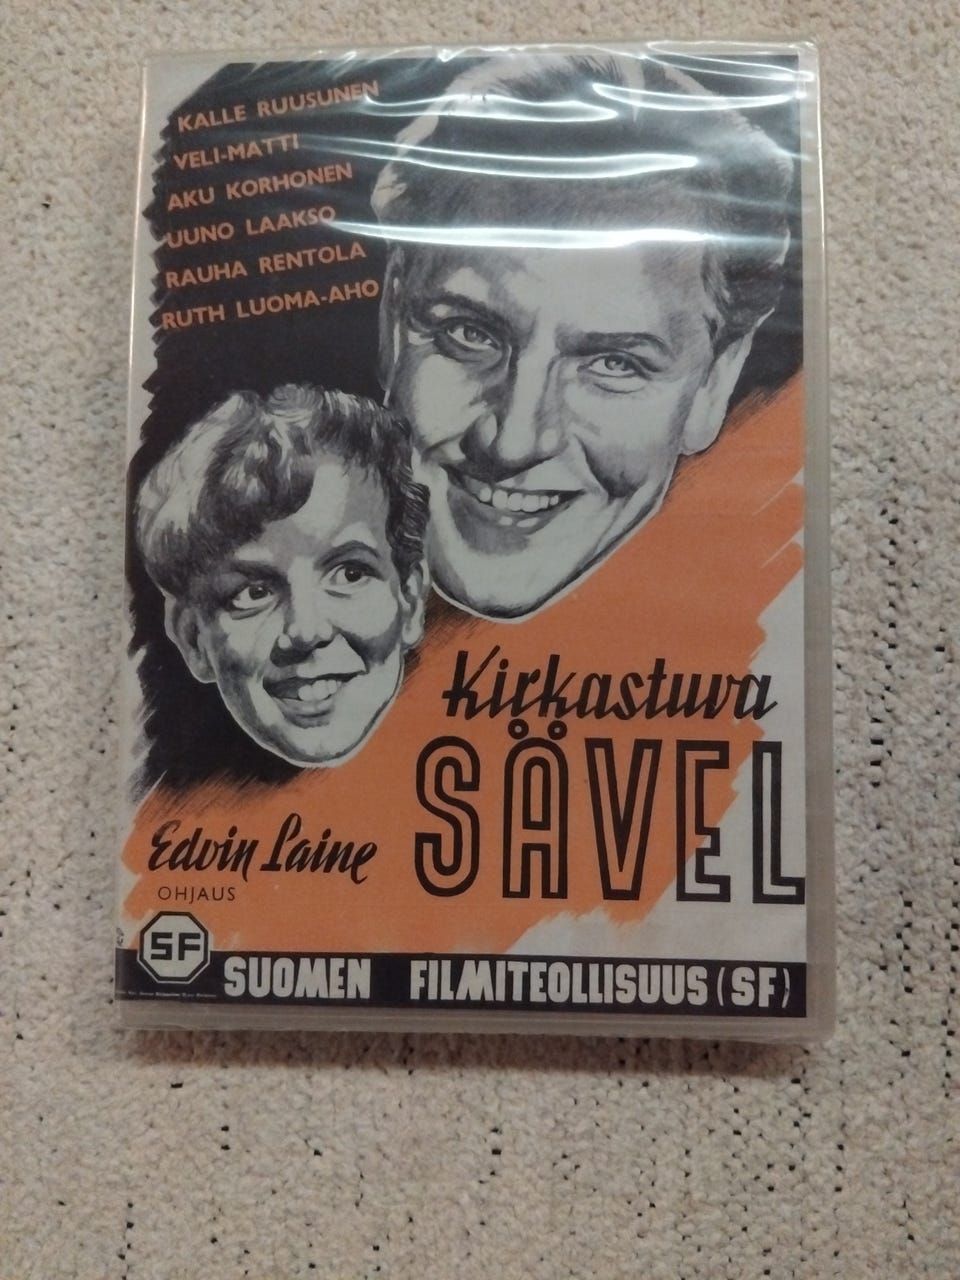 KALLE RUUSUNEN
VELI-MATTI
AKU KORHONEN
UUNO LAAKSO
RAUHA RENTOLA
RUTH LUOMA-AHO
Kirkastuva
SÄVEL
Edvin Laine
OHJAUS
SF
SUOMEN FILMITEOLLISUUS (SF)